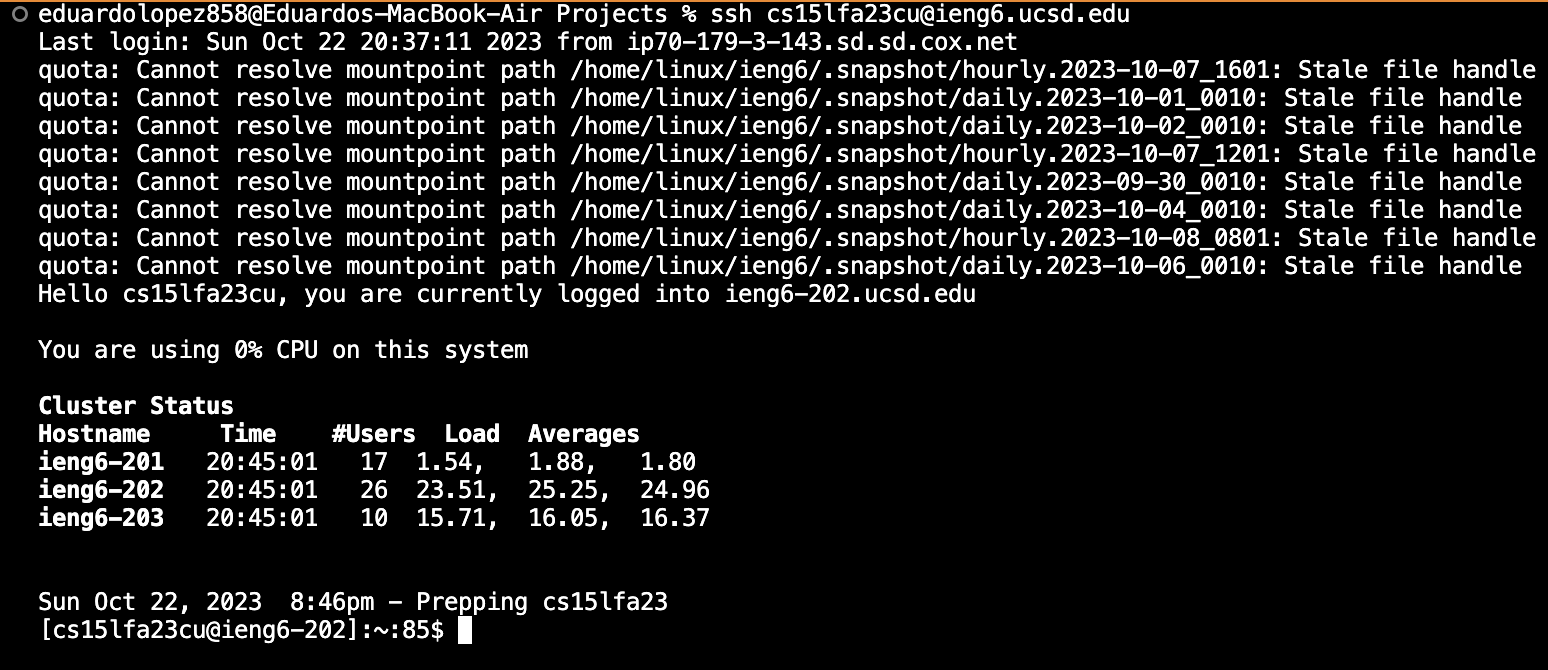 eduardolopez858@Eduardos-MacBook-Air Projects % ssh cs15lfa23cu@ieng6.ucsd.edu
Last login: Sun Oct 22 20:37:11 2023 from ip70-179-3-143.sd.sd.cox.net
quota: Cannot resolve mountpoint path /home/linux/ieng6/.snapshot/hourly.2023-10-07_1601: Stale file handle
quota: Cannot resolve mountpoint path /home/linux/ieng6/.snapshot/daily.2023-10-01_0010: Stale file handle
quota: Cannot resolve mountpoint path /home/linux/ieng6/.snapshot/daily.2023-10-02_0010: Stale file handle
quota: Cannot resolve mountpoint path /home/linux/ieng6/.snapshot/hourly.2023-10-07_1201: Stale file handle
quota: Cannot resolve mountpoint path /home/linux/ieng6/.snapshot/daily.2023-09-30_0010: Stale file handle
quota: Cannot resolve mountpoint path /home/linux/ieng6/.snapshot/daily.2023-10-04_0010: Stale file handle
quota: Cannot resolve mountpoint path /home/linux/ieng6/.snapshot/hourly.2023-10-08_0801: Stale file handle
quota: Cannot resolve mountpoint path /home/linux/ieng6/.snapshot/daily.2023-10-06_0010: Stale file handle
Hello cs15lfa23cu, you are currently logged into ieng6-202.ucsd.edu
You are using 0% CPU on this system
Cluster Status
Hostname     Time    #Users  Load  Averages
ieng6-201   20:45:01   17  1.54,   1.88,   1.80
ieng6-202   20:45:01   26  23.51,  25.25,  24.96
ieng6-203   20:45:01   10  15.71,  16.05,  16.37
Sun Oct 22, 2023  8:46pm - Prepping cs15lfa23
[cs15lfa23cu@ieng6-202]:~:85$